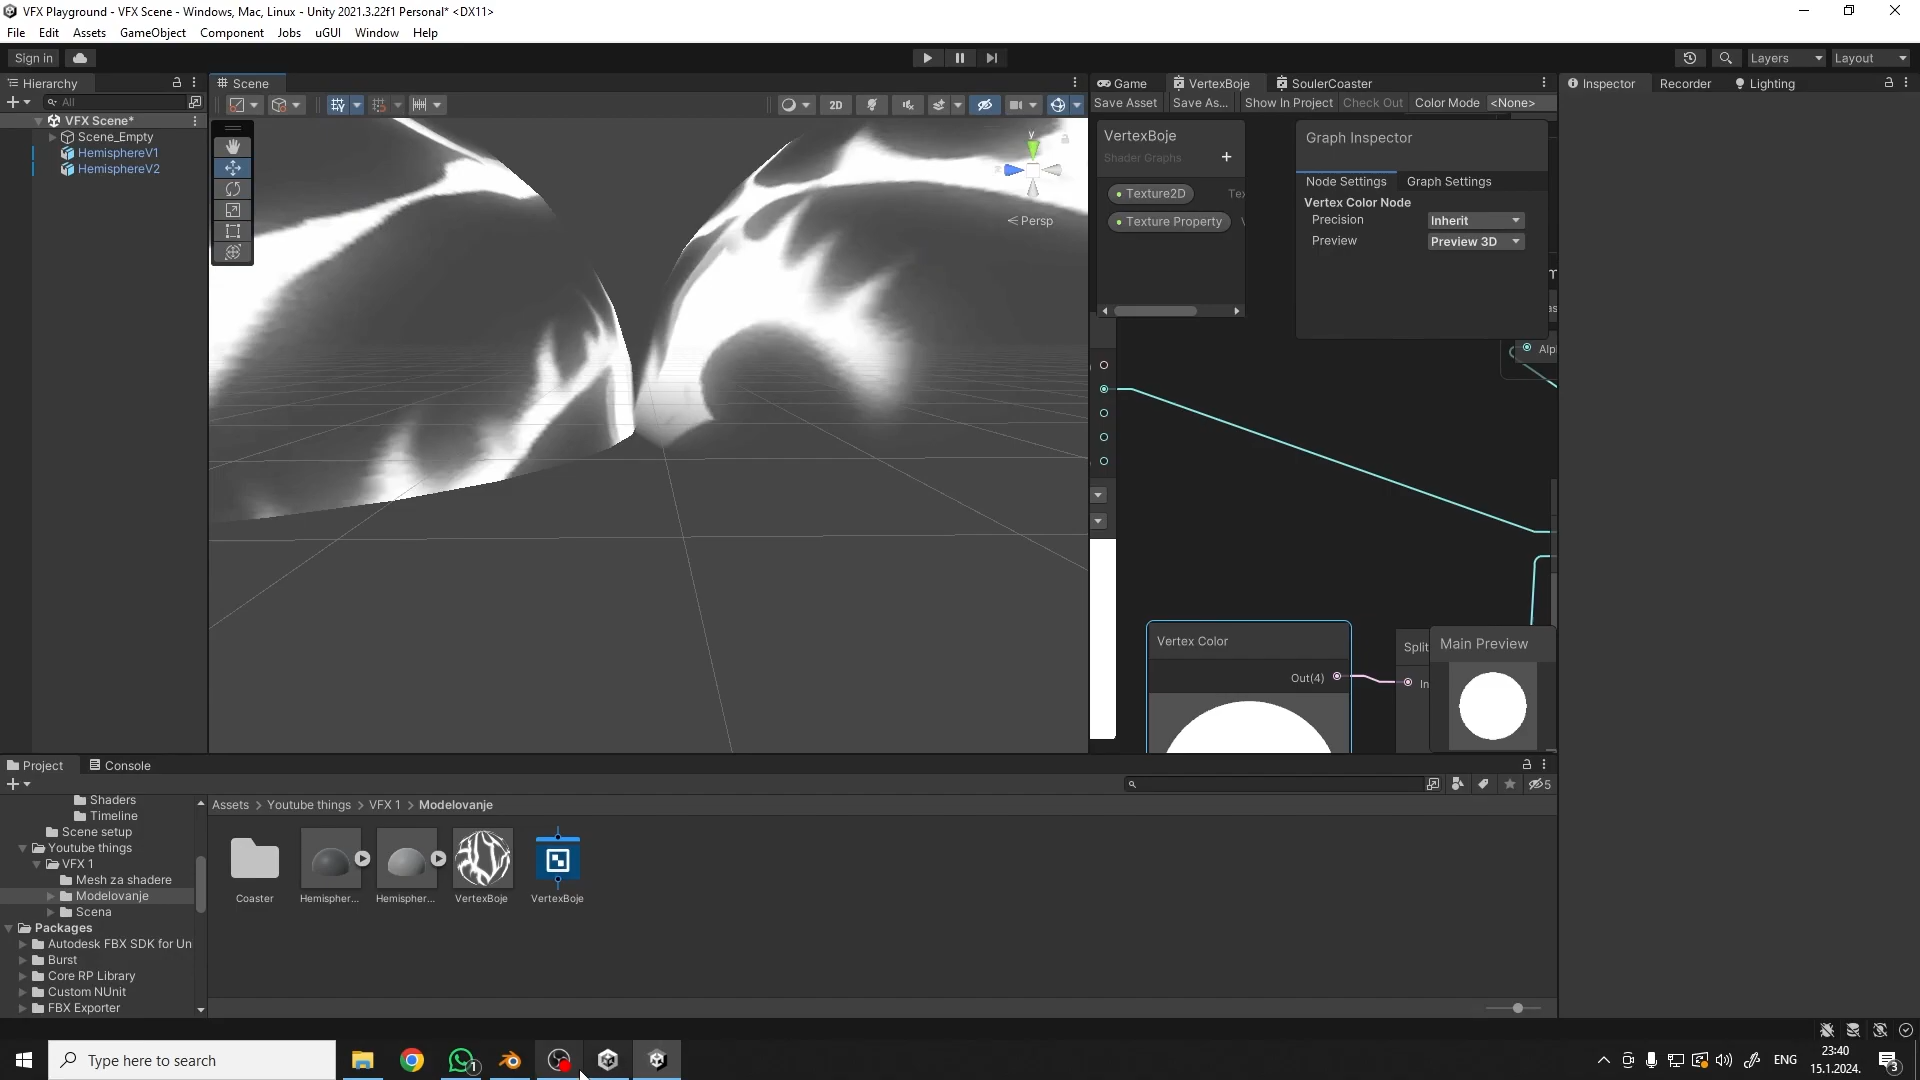 VFX Playground - VFX Scene - Windows, Mac, Linux - Unity 2021.3.22f1 Personal* <DX11>
File Edit Assets GameObject Component Jobs uGUI Window Help
Sign in
Layers
Layout
Hierarchy
All
VFX Scene*
Scene_Empty
HemisphereV1
HemisphereV2
Scene
2D
y
Persp
Game
VertexBoje
SoulerCoaster
Save Asset
Save As...
Show In Project
Check Out
Color Mode
<None>
VertexBoje
Shader Graphs
Texture2D
Tex
Texture Property
Graph Inspector
Node Settings
Graph Settings
Vertex Color Node
Precision
Inherit
Preview
Preview 3D
Alph
Vertex Color
Out(4)
Split
In
Main Preview
Inspector
Recorder
Lighting
Project
Console
5
Shaders
Timeline
Scene setup
Youtube things
VFX 1
Mesh za shadere
Modelovanje
Scena
Packages
Autodesk FBX SDK for Un
Burst
Core RP Library
Custom NUnit
FBX Exporter
Assets > Youtube things > VFX 1 > Modelovanje
Coaster
Hemispher...
Hemispher...
VertexBoje
VertexBoje
Type here to search
1
ENG
23:40
15.1.2024.
3